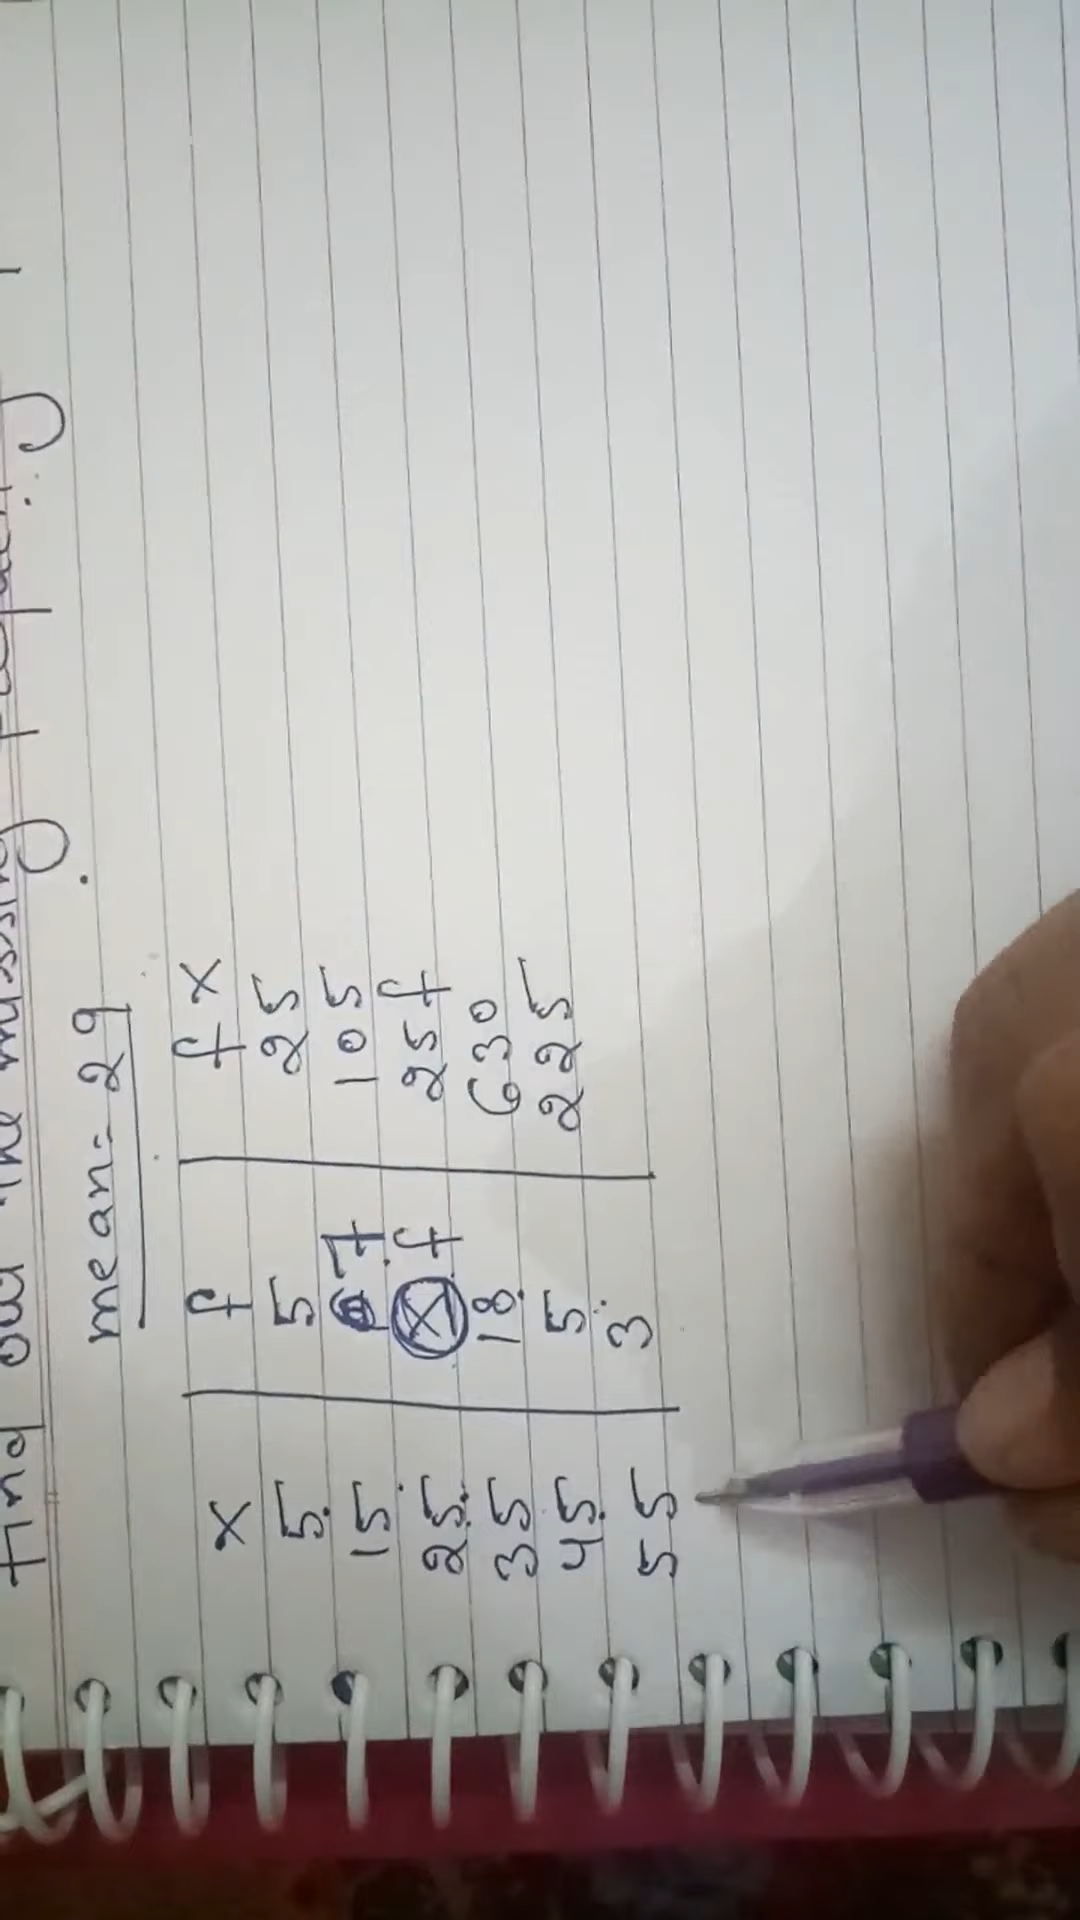 Find out the missing
mean= 29
x f fx
5 5 25
15 7 105
25 f 25f
35 18 630
45 5 225
55 3